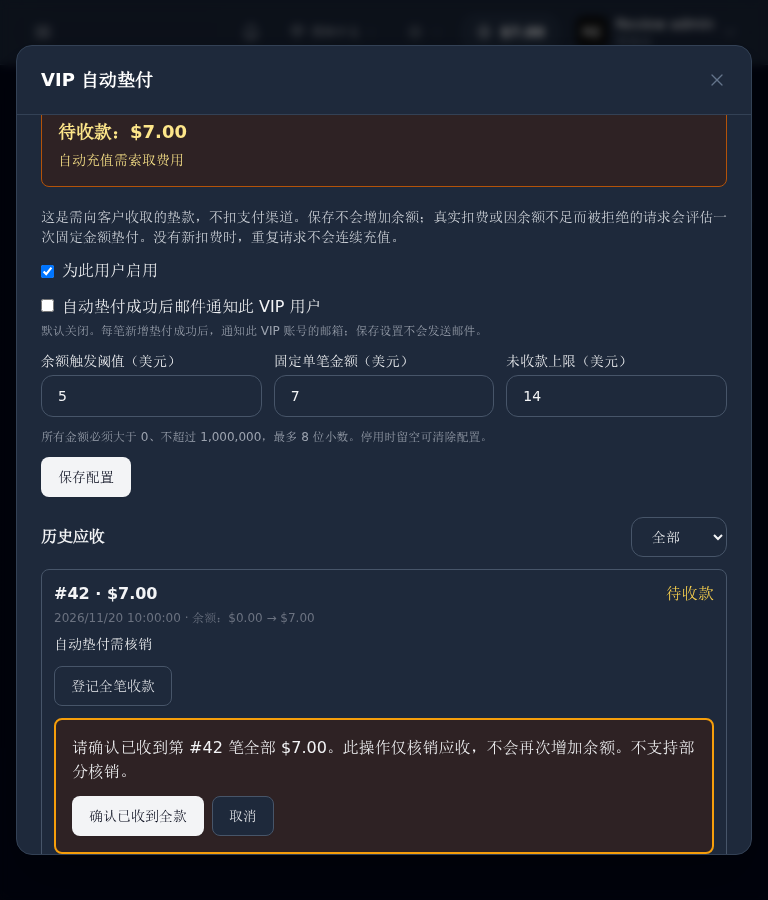 VIP 自动垫付
待收款：$7.00
自动充值需索取费用
这是需向客户收取的垫款，不扣支付渠道。保存不会增加余额；真实扣费或因余额不足而被拒绝的请求会评估一
次固定金额垫付。没有新扣费时，重复请求不会连续充值。
为此用户启用
自动垫付成功后邮件通知此 VIP 用户
默认关闭。每笔新增垫付成功后，通知此 VIP 账号的邮箱；保存设置不会发送邮件。
余额触发阈值（美元） 固定单笔金额（美元） 未收款上限（美元）
5 7 14
所有金额必须大于 0、不超过 1,000,000，最多 8 位小数。停用时留空可清除配置。
保存配置
历史应收 全部
#42 · $7.00 待收款
2026/11/20 10:00:00 · 余额：$0.00 → $7.00
自动垫付需核销
登记全笔收款
请确认已收到第 #42 笔全部 $7.00。此操作仅核销应收，不会再次增加余额。不支持部
分核销。
确认已收到全款 取消